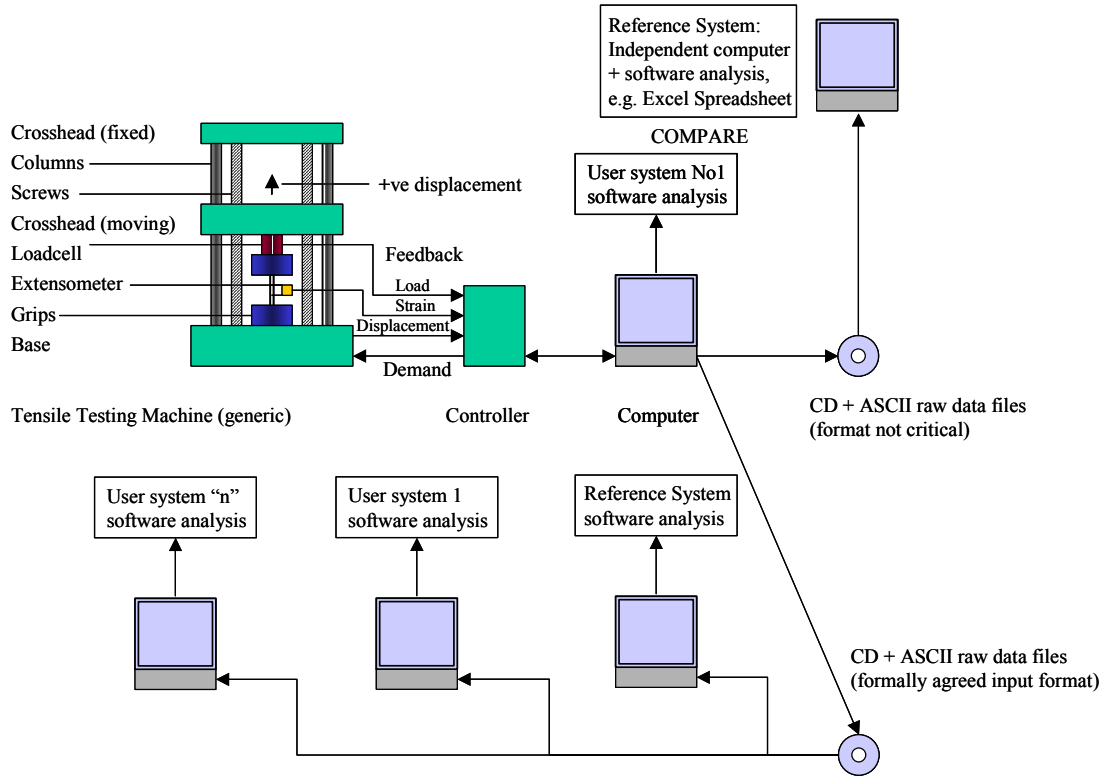 Reference System:
Independent computer
+ software analysis,
e.g. Excel Spreadsheet
COMPARE
User system No1
software analysis
Crosshead (fixed)
Columns
Screws
Crosshead (moving)
Loadcell
Extensometer
Grips
Base
+ve displacement
Feedback
Load
Strain
Displacement
Demand
Tensile Testing Machine (generic)
Controller
Computer
CD + ASCII raw data files
(format not critical)
User system “n”
software analysis
User system 1
software analysis
Reference System
software analysis
CD + ASCII raw data files
(formally agreed input format)